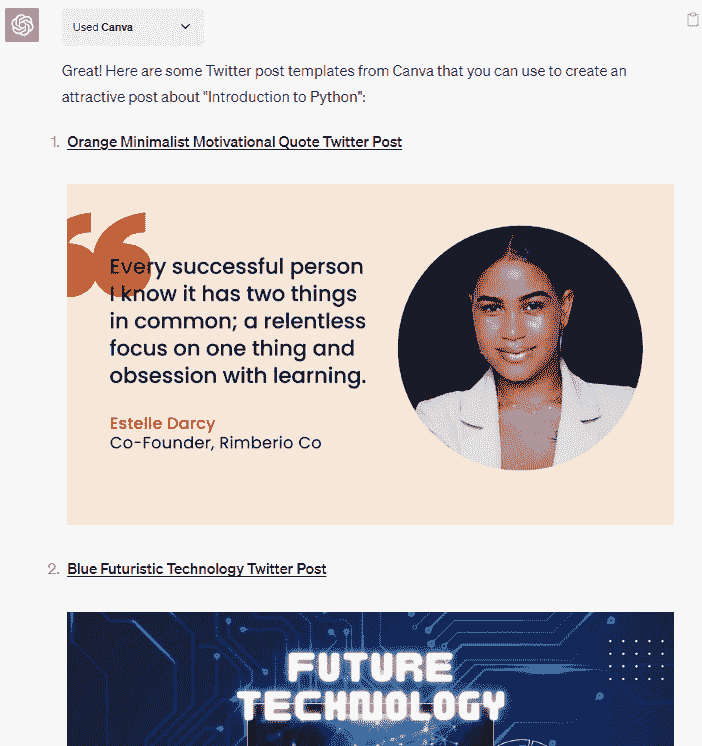 Used Canva
Great! Here are some Twitter post templates from Canva that you can use to create an
attractive post about "Introduction to Python":
1. Orange Minimalist Motivational Quote Twitter Post
Every successful person
I know it has two things
in common; a relentless
focus on one thing and
obsession with learning.
Estelle Darcy
Co-Founder, Rimberio Co
2. Blue Futuristic Technology Twitter Post
FUTURE
TECHNOLOGY